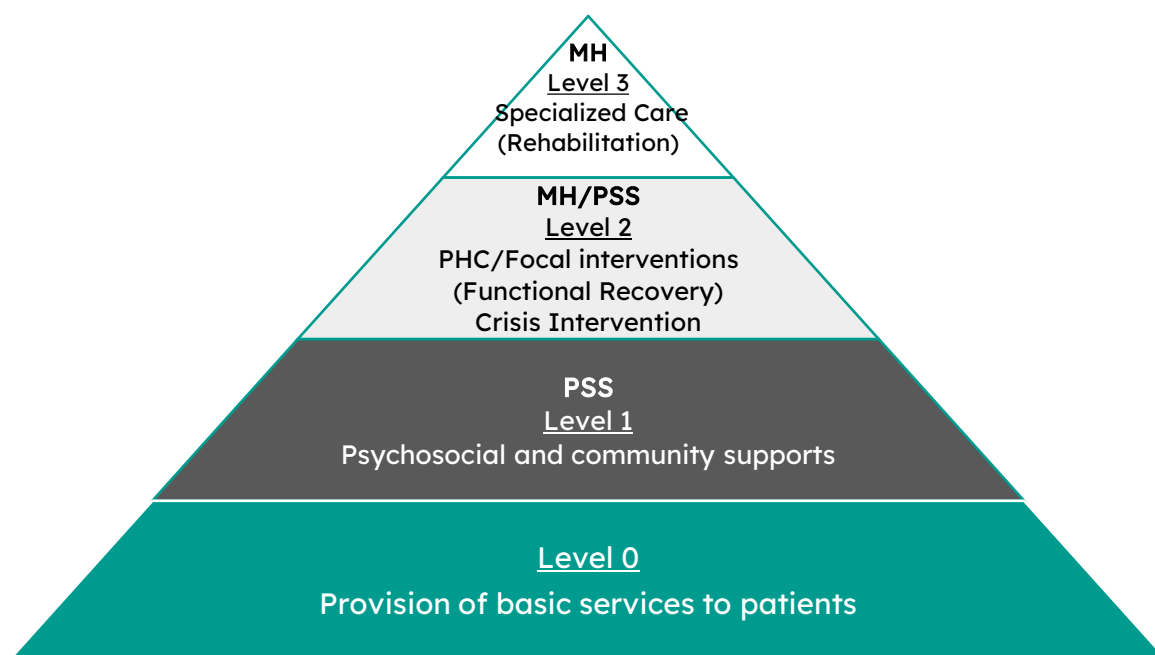 MH
Level 3
Specialized Care
(Rehabilitation)
MH/PSS
Level 2
PHC/Focal interventions
(Functional Recovery)
Crisis Intervention
PSS
Level 1
Psychosocial and community supports
Level 0
Provision of basic services to patients